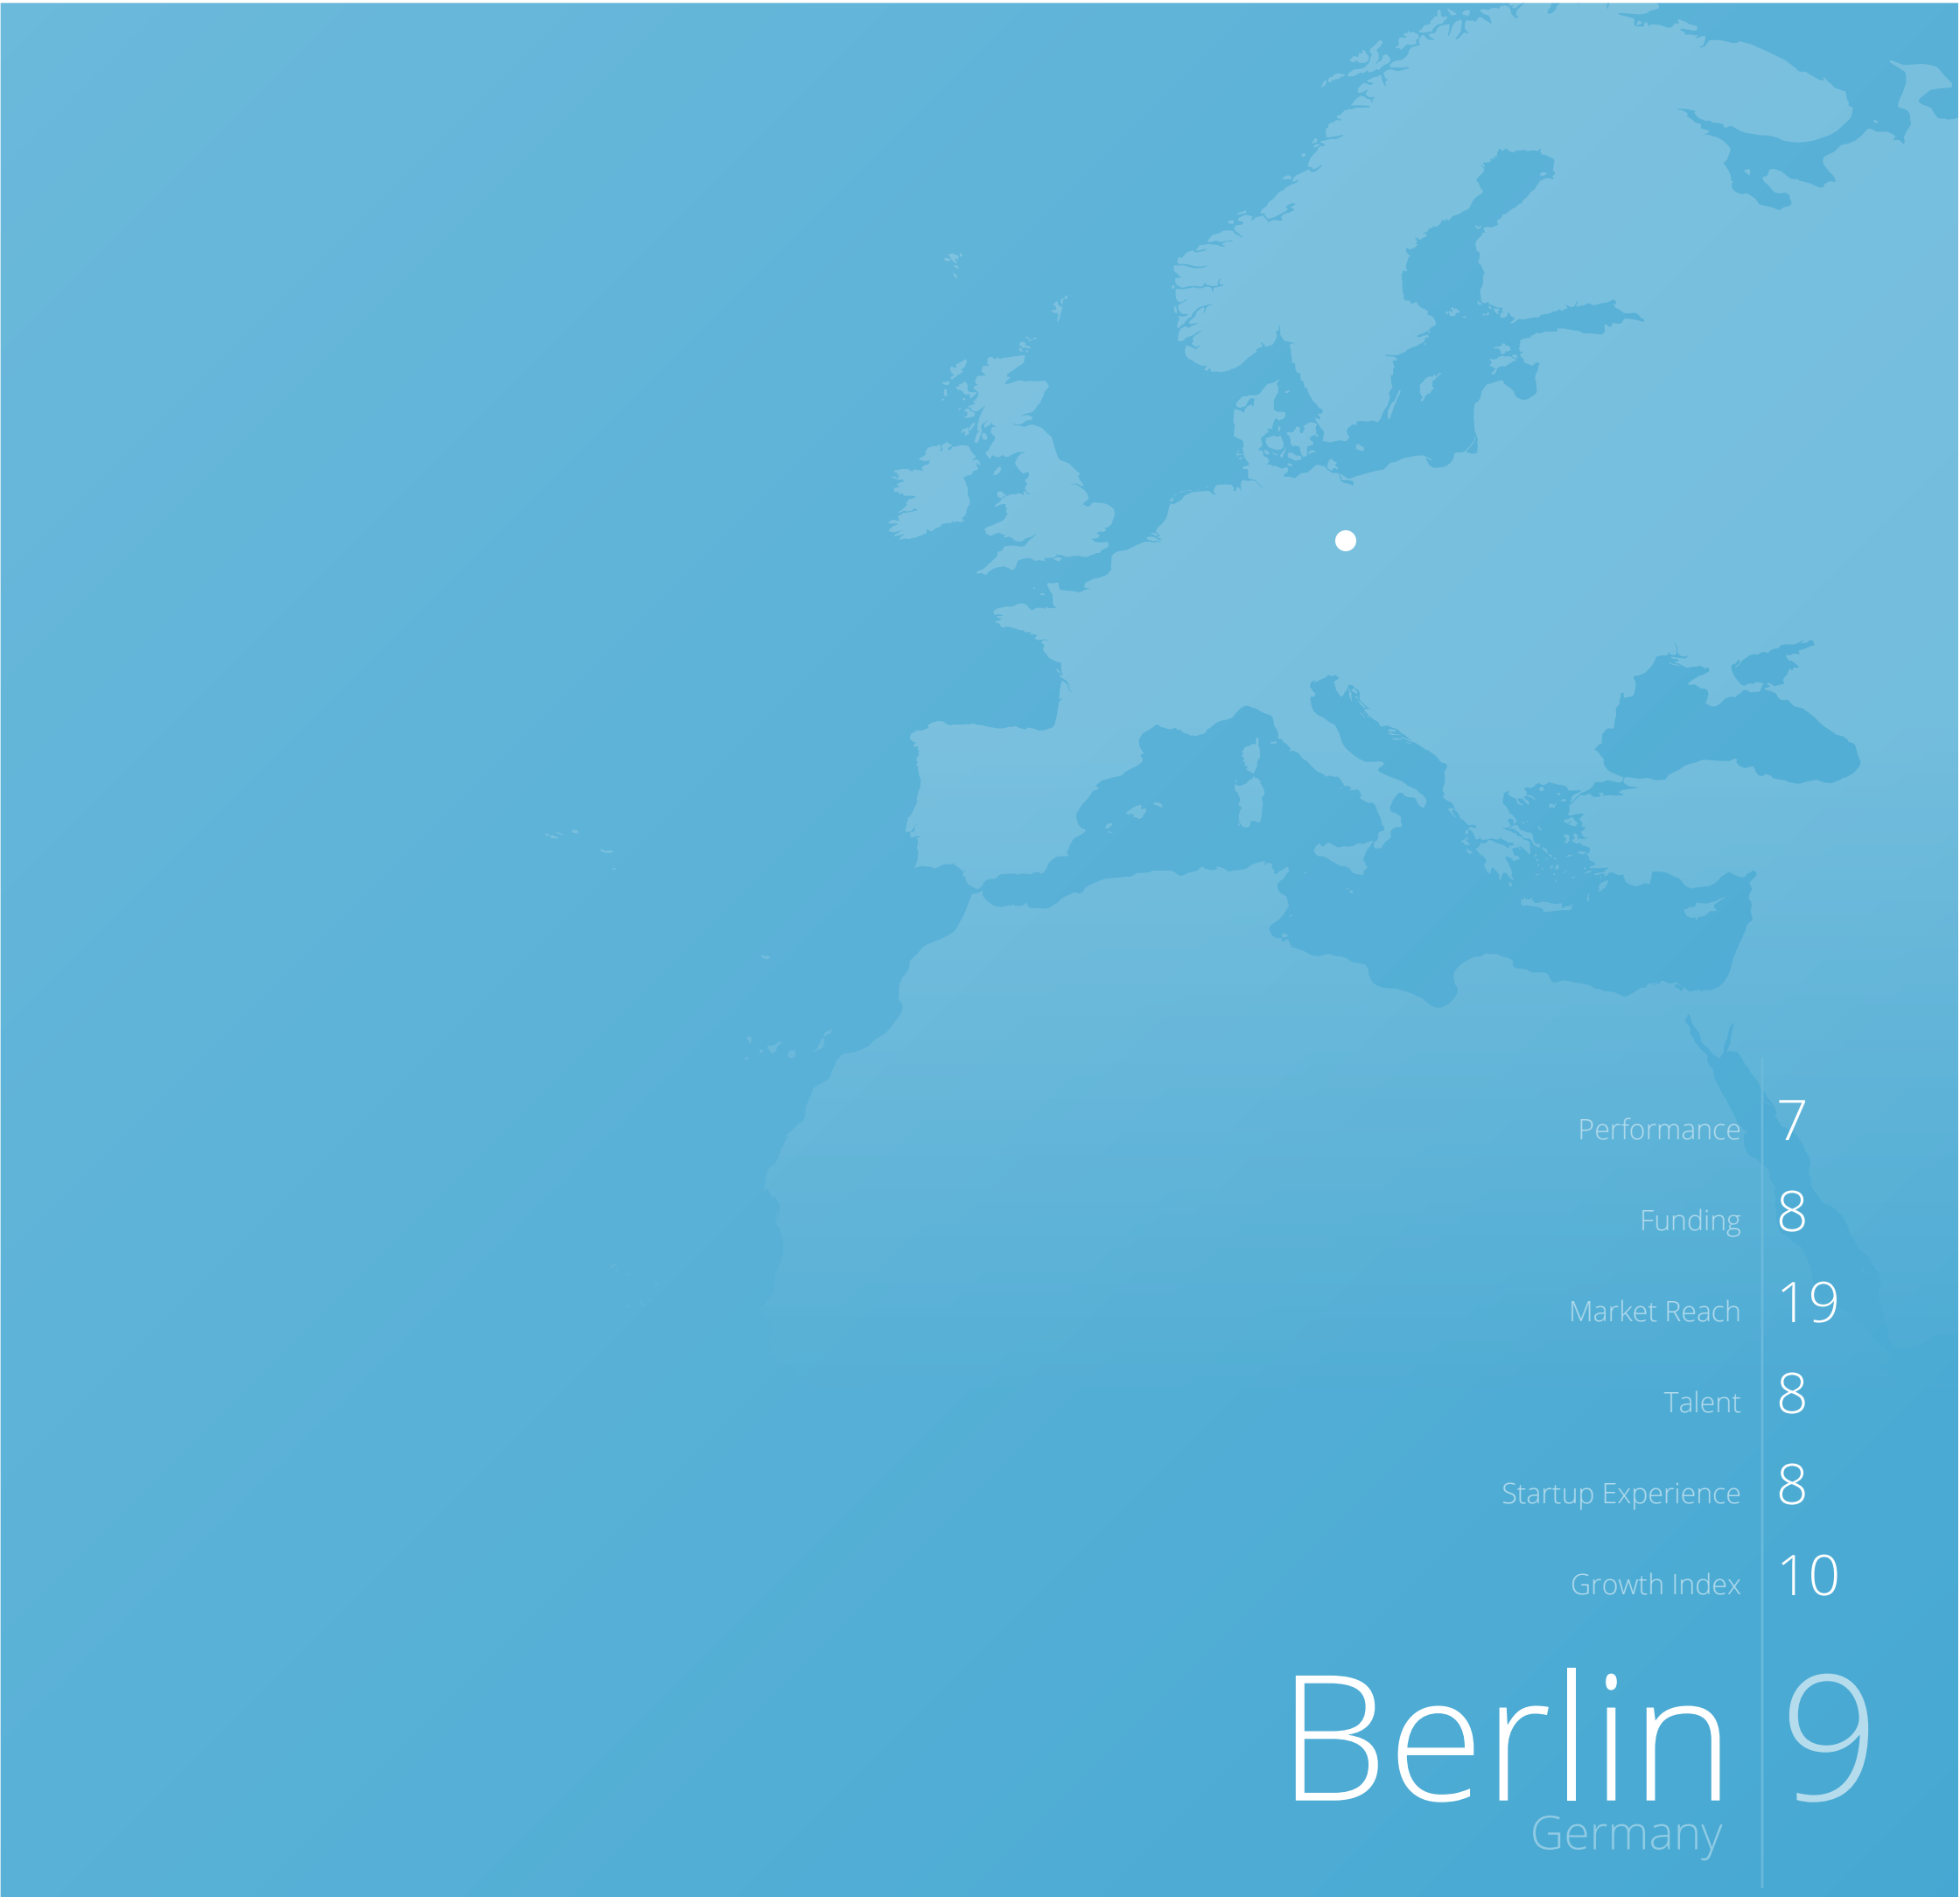 Performance 7
Funding 8
Market Reach 19
Talent 8
Startup Experience 8
Growth Index 10
Berlin 9
Germany